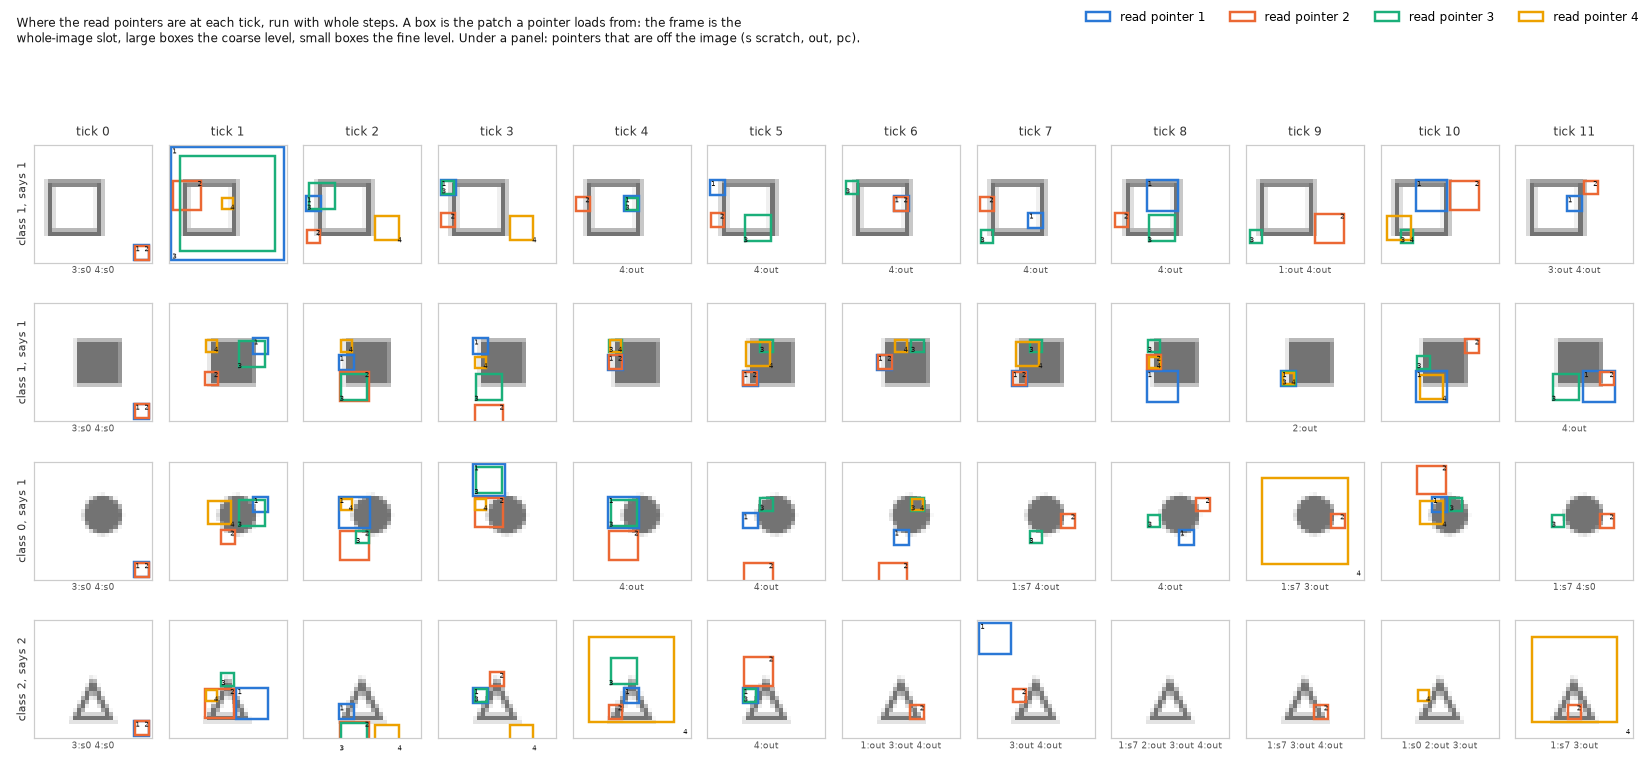 Where the read pointers are at each tick, run with whole steps. A box is the patch a pointer loads from: the frame is the
whole-image slot, large boxes the coarse level, small boxes the fine level. Under a panel: pointers that are off the image (s scratch, out, pc).
read pointer 1 read pointer 2 read pointer 3 read pointer 4
tick 0 tick 1 tick 2 tick 3 tick 4 tick 5 tick 6 tick 7 tick 8 tick 9 tick 10 tick 11
class 1, says 1
3:s0 4:s0 4:out 4:out 4:out 4:out 4:out 1:out 4:out 3:out 4:out
class 1, says 1
3:s0 4:s0 2:out 4:out
class 0, says 1
3:s0 4:s0 4:out 4:out 1:s7 4:out 4:out 1:s7 3:out 1:s7 4:s0
class 2, says 2
3:s0 4:s0 4:out 1:out 3:out 4:out 3:out 4:out 1:s7 2:out 3:out 4:out 1:s7 3:out 4:out 1:s0 2:out 3:out 1:s7 3:out